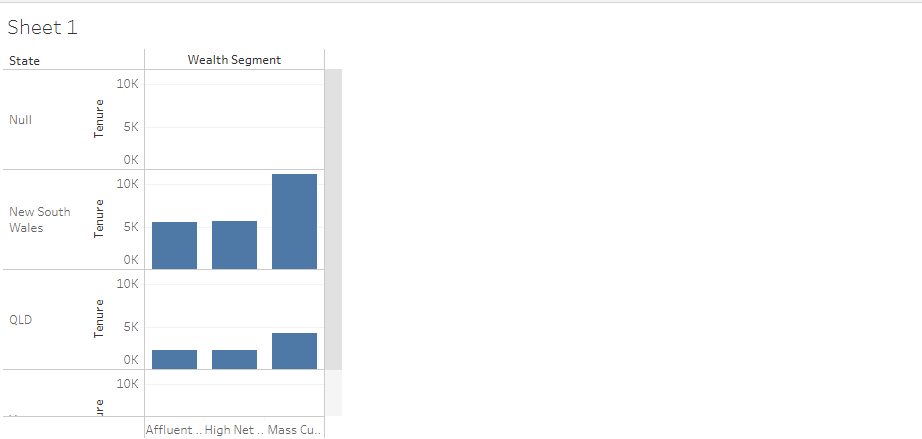 Sheet 1
State
Wealth Segment
Null
Tenure
10K
5K
0K
New South
Wales
Tenure
10K
5K
0K
QLD
Tenure
10K
5K
0K
10K
Affluent .. High Net .. Mass Cu..